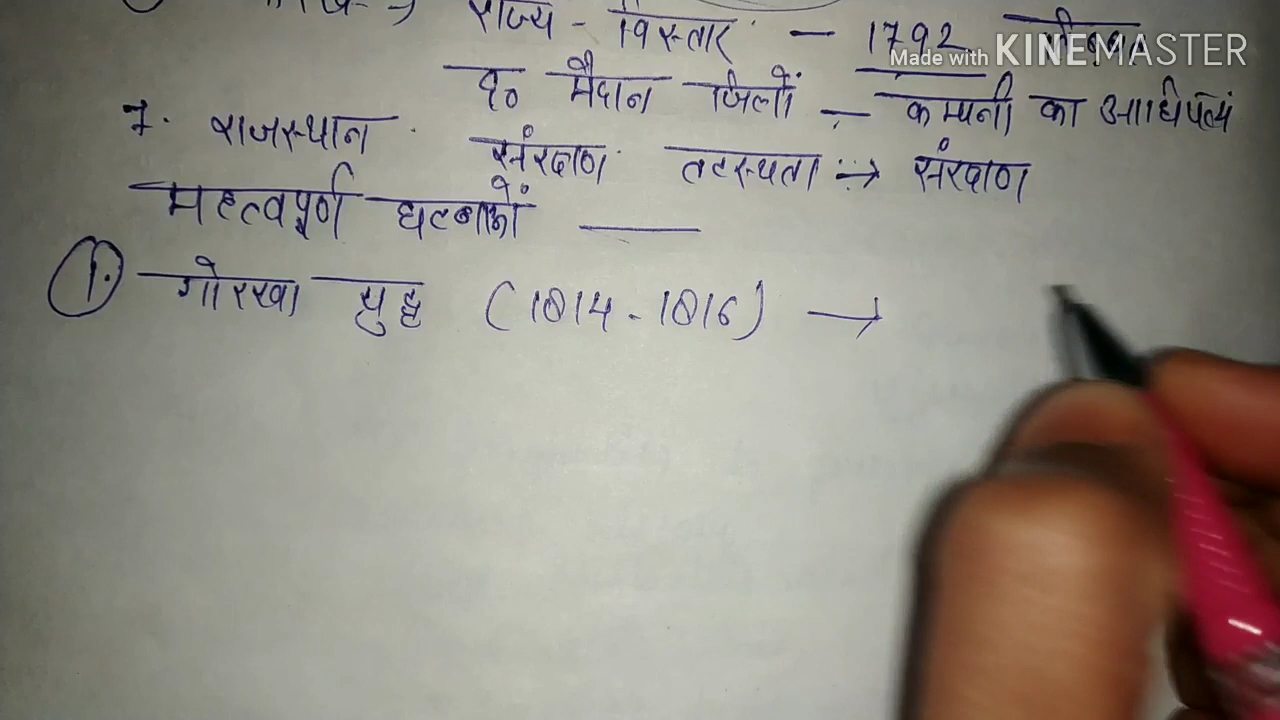 राज्य - विस्तार - 1792
Made with KINEMASTER
द० मैदान जिलों - कम्पनी का आधिपत्यं
7. राजस्थान संरक्षण तटस्थता → संरक्षण
महत्वपूर्ण घटनाओं
1. गोरखा युद्ध (1814 - 1816) →